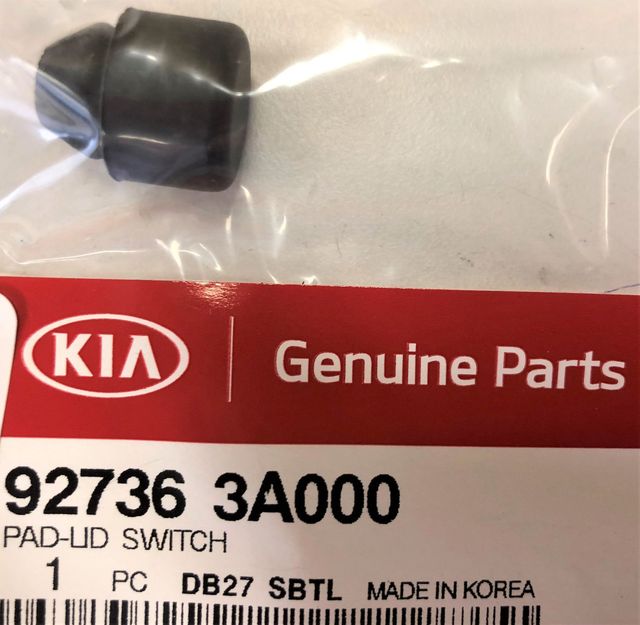 KIA Genuine Parts
92736 3A000
PAD-LID SWITCH
1 PC DB27 SBTL MADE IN KOREA